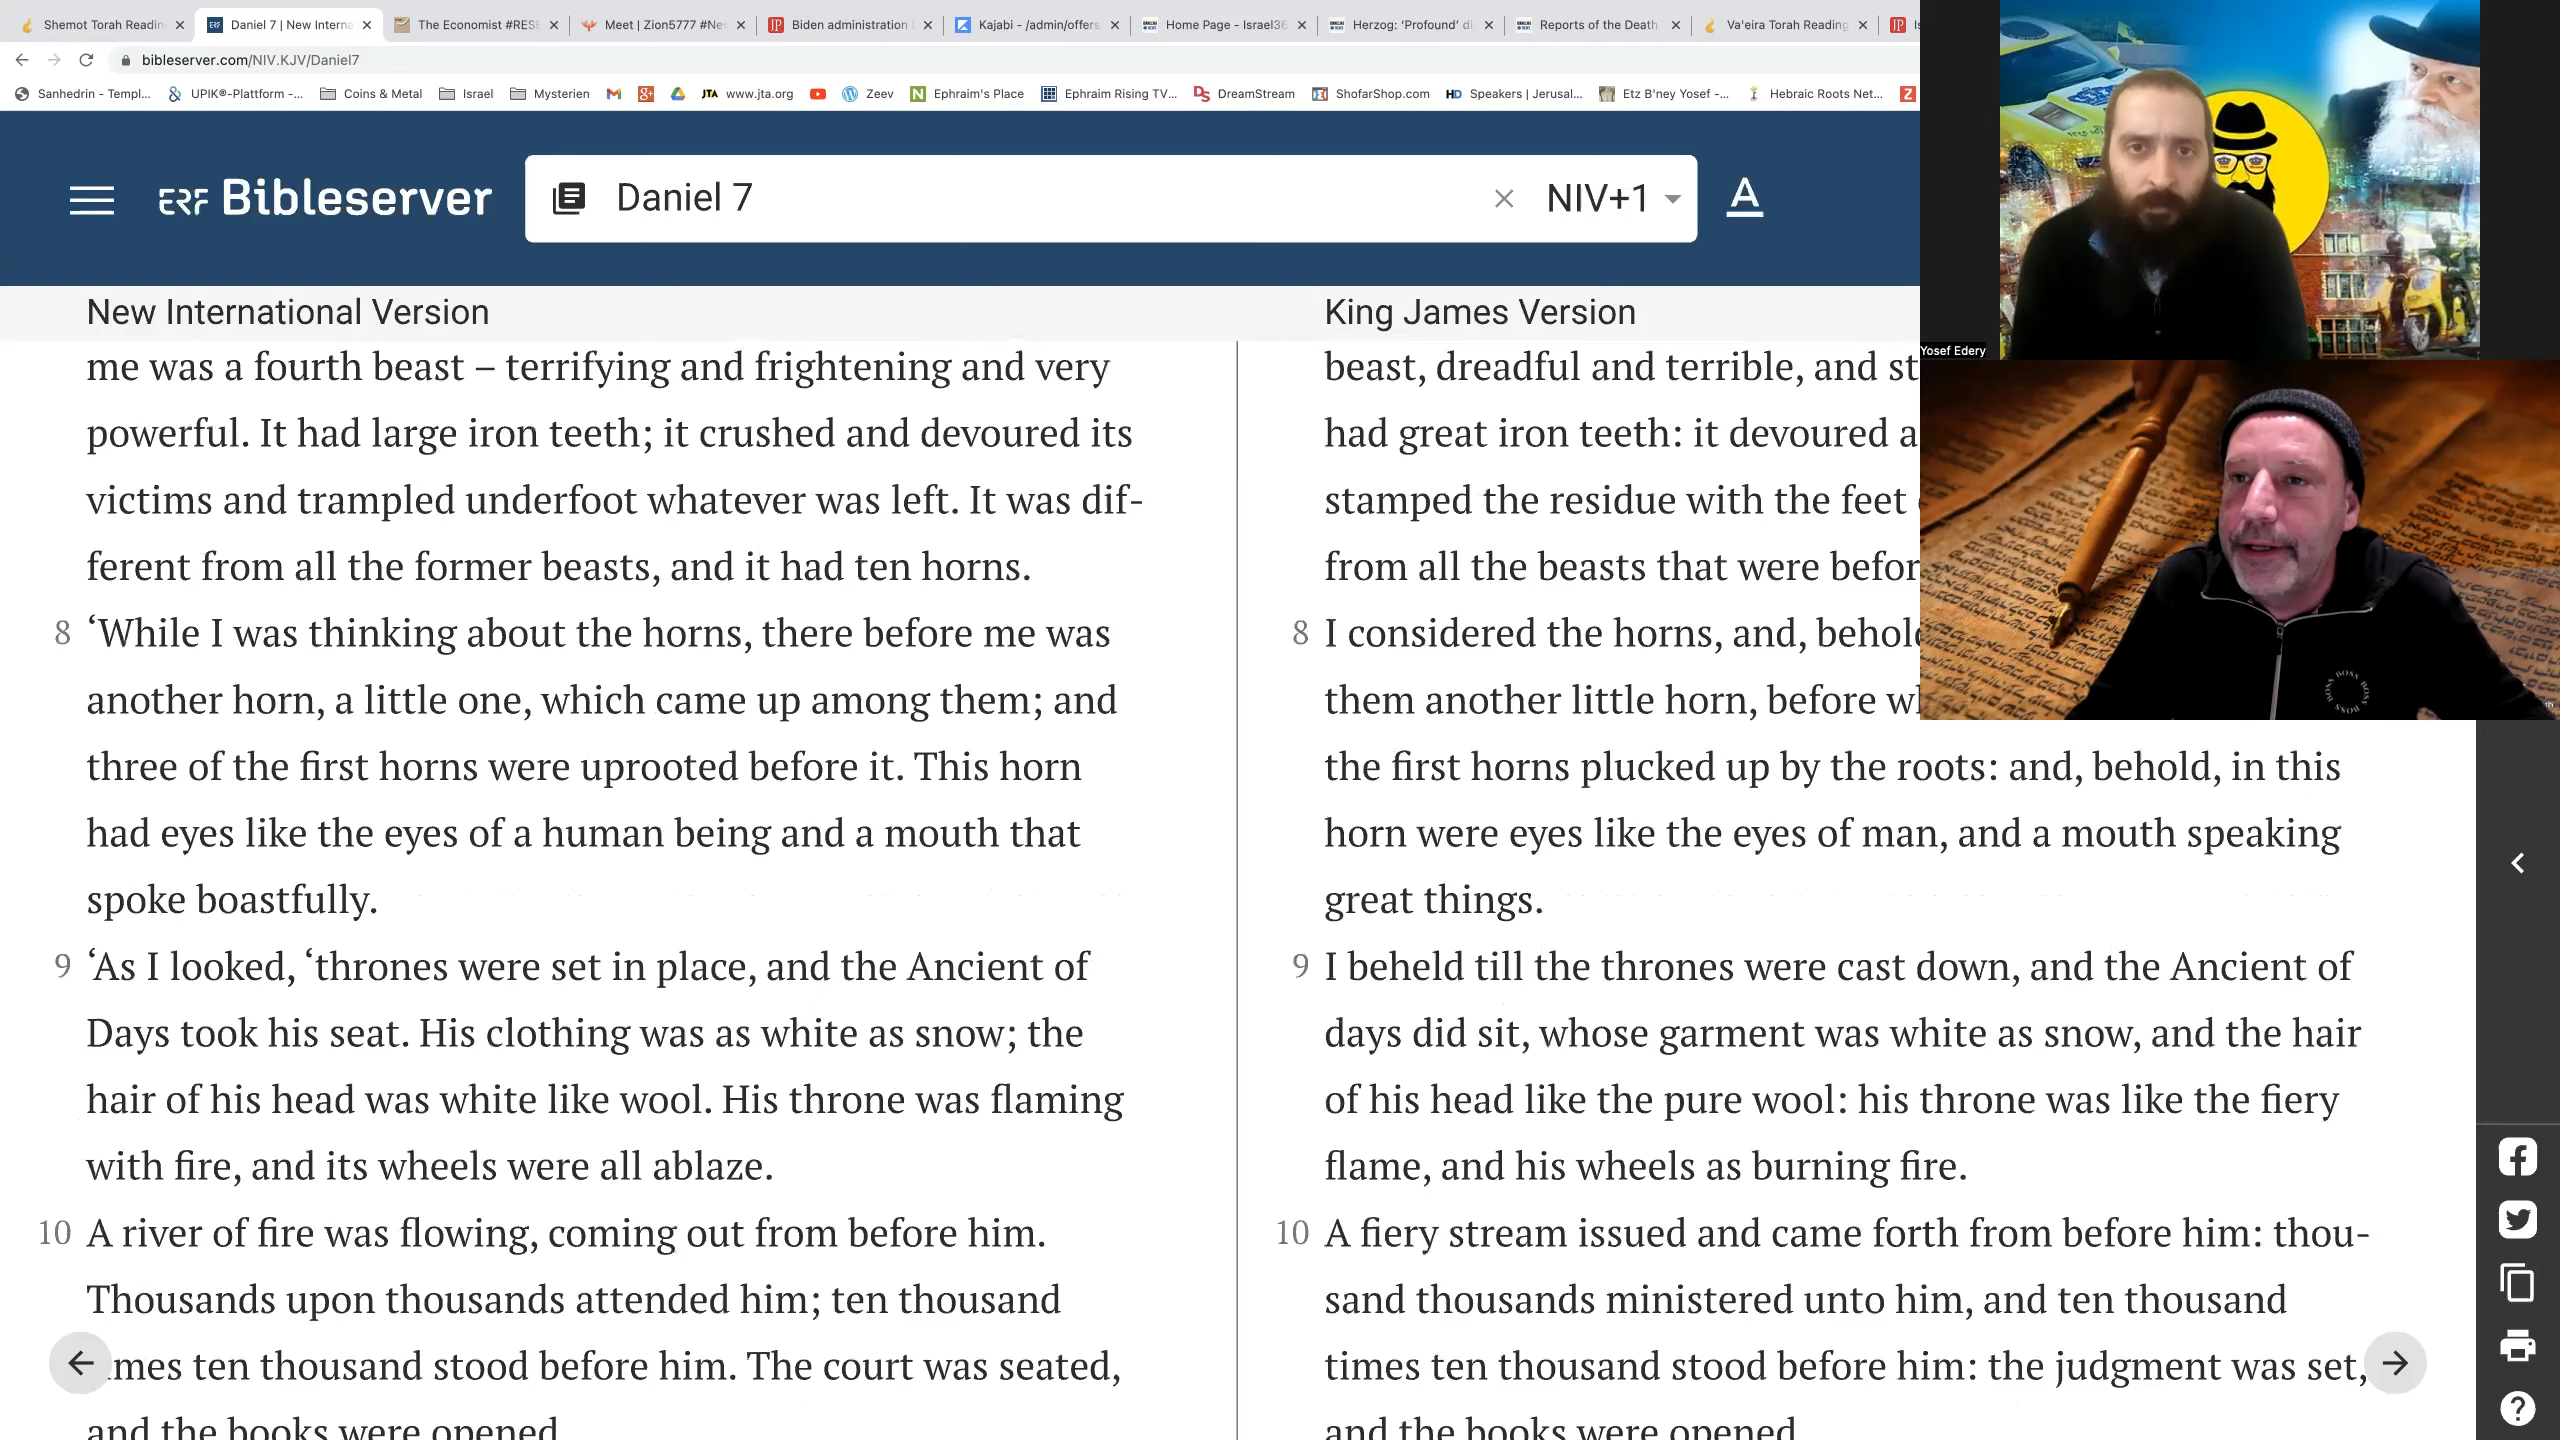 Shemot Torah Readin
Daniel 7 | New Interna
The Economist #RESE
Meet | Zion5777 #Ne
Biden administration
Kajabi - /admin/offers
Home Page - Israel36
Herzog: ‘Profound’ di
Reports of the Death
Va'eira Torah Reading
bibleserver.com/NIV.KJV/Daniel7
Sanhedrin - Templ...
UPIK®-Plattform -...
Coins & Metal
Israel
Mysterien
www.jta.org
Zeev
Ephraim's Place
Ephraim Rising TV...
DreamStream
ShofarShop.com
Speakers | Jerusal...
Etz B'ney Yosef -...
Hebraic Roots Net...
ERF Bibleserver
Daniel 7
NIV+1
New International Version
me was a fourth beast – terrifying and frightening and very
powerful. It had large iron teeth; it crushed and devoured its
victims and trampled underfoot whatever was left. It was dif-
ferent from all the former beasts, and it had ten horns.
8 ‘While I was thinking about the horns, there before me was
another horn, a little one, which came up among them; and
three of the first horns were uprooted before it. This horn
had eyes like the eyes of a human being and a mouth that
spoke boastfully.
9 ‘As I looked, ‘thrones were set in place, and the Ancient of
Days took his seat. His clothing was as white as snow; the
hair of his head was white like wool. His throne was flaming
with fire, and its wheels were all ablaze.
10 A river of fire was flowing, coming out from before him.
Thousands upon thousands attended him; ten thousand
mes ten thousand stood before him. The court was seated,
and the books were opened
King James Version
beast, dreadful and terrible, and st
had great iron teeth: it devoured a
stamped the residue with the feet
from all the beasts that were befor
8 I considered the horns, and, behol
them another little horn, before w
the first horns plucked up by the roots: and, behold, in this
horn were eyes like the eyes of man, and a mouth speaking
great things.
9 I beheld till the thrones were cast down, and the Ancient of
days did sit, whose garment was white as snow, and the hair
of his head like the pure wool: his throne was like the fiery
flame, and his wheels as burning fire.
10 A fiery stream issued and came forth from before him: thou-
sand thousands ministered unto him, and ten thousand
times ten thousand stood before him: the judgment was set,
and the books were opened
Yosef Edery
BOSS BOSS BOSS